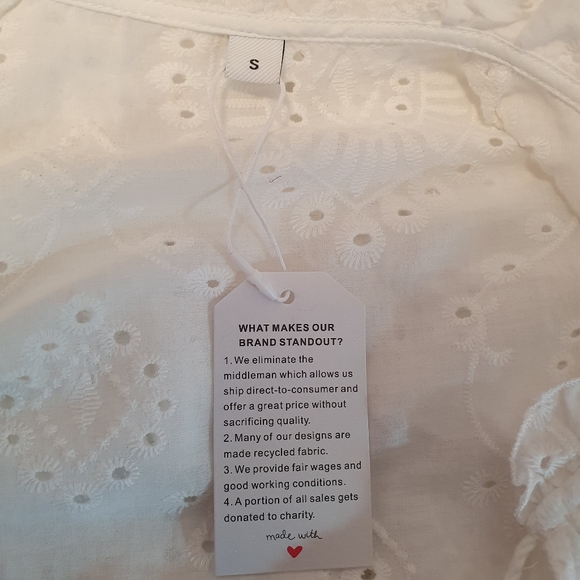 S
WHAT MAKES OUR
BRAND STANDOUT?
1. We eliminate the
middleman which allows us
ship direct-to-consumer and
offer a great price without
sacrificing quality.
2. Many of our designs are
made recycled fabric.
3. We provide fair wages and
good working conditions.
4. A portion of all sales gets
donated to charity.
made with